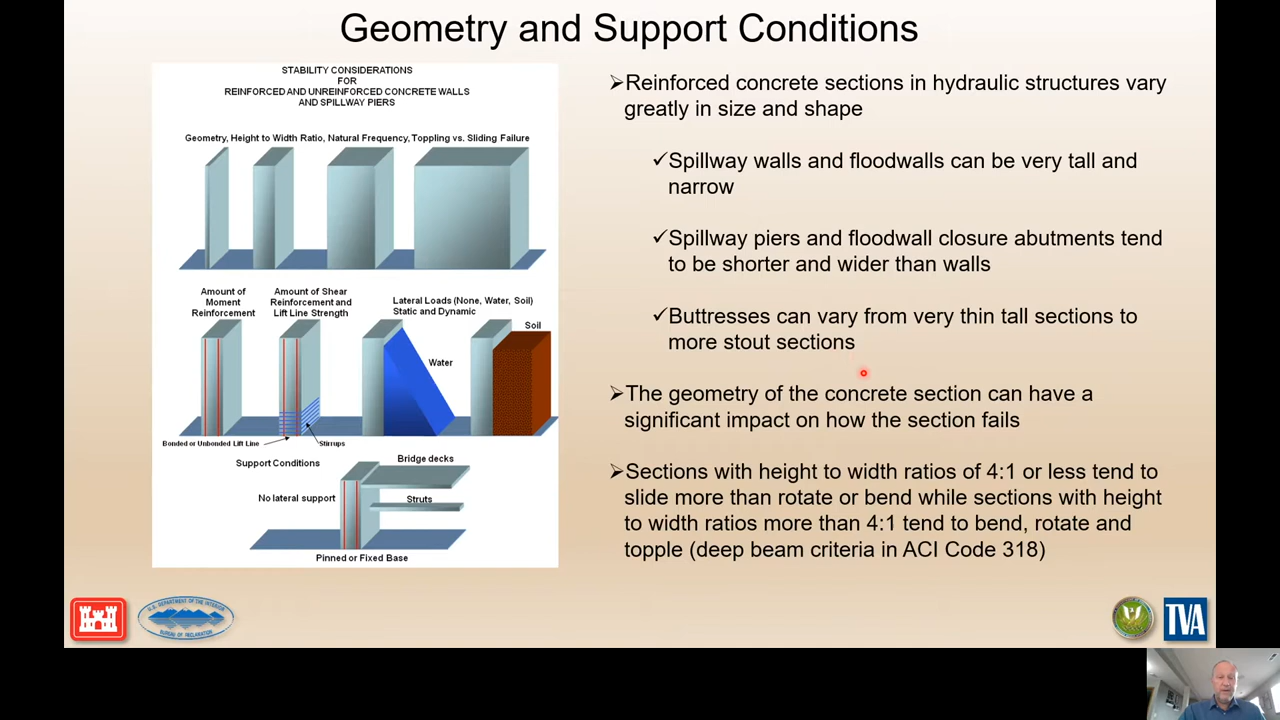 Geometry and Support Conditions
STABILITY CONSIDERATIONS
FOR
REINFORCED AND UNREINFORCED CONCRETE WALLS
AND SPILLWAY PIERS
Geometry, Height to Width Ratio, Natural Frequency, Toppling vs. Sliding Failure
Amount of
Moment
Reinforcement
Amount of Shear
Reinforcement and
Lift Line Strength
Lateral Loads (None, Water, Soil)
Static and Dynamic
Soil
Water
Bonded or Unbonded Lift Line
Stirrups
Support Conditions
Bridge decks
No lateral support
Struts
Pinned or Fixed Base
➢Reinforced concrete sections in hydraulic structures vary
greatly in size and shape
✓Spillway walls and floodwalls can be very tall and
narrow
✓Spillway piers and floodwall closure abutments tend
to be shorter and wider than walls
✓Buttresses can vary from very thin tall sections to
more stout sections
➢The geometry of the concrete section can have a
significant impact on how the section fails
➢Sections with height to width ratios of 4:1 or less tend to
slide more than rotate or bend while sections with height
to width ratios more than 4:1 tend to bend, rotate and
topple (deep beam criteria in ACI Code 318)
U.S. DEPARTMENT OF THE INTERIOR
BUREAU OF RECLAMATION
TVA